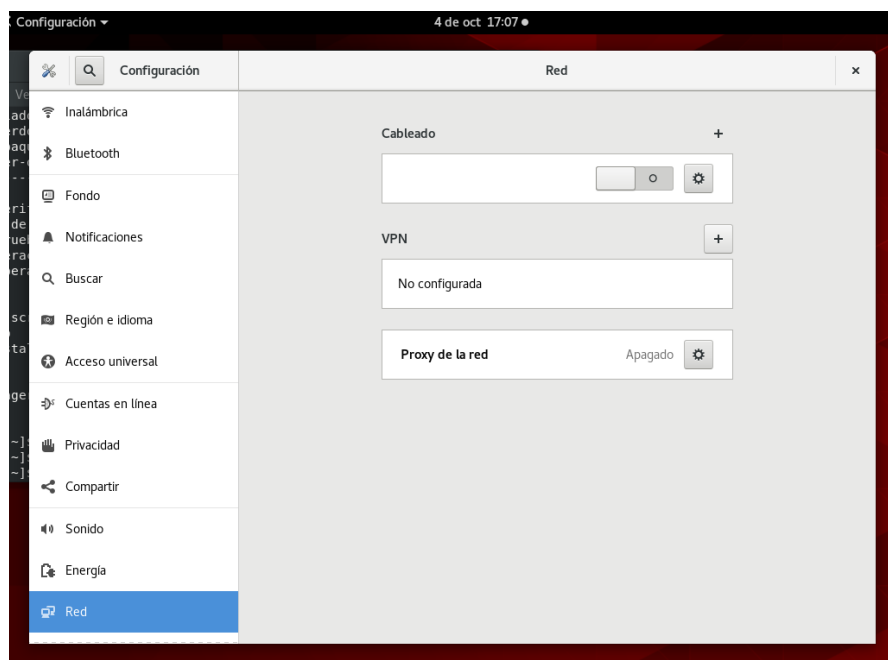 Configuración
4 de oct 17:07
Configuración
Red
Inalámbrica
Bluetooth
Fondo
Notificaciones
Buscar
Región e idioma
Acceso universal
Cuentas en línea
Privacidad
Compartir
Sonido
Energía
Red
Cableado
VPN
No configurada
Proxy de la red
Apagado